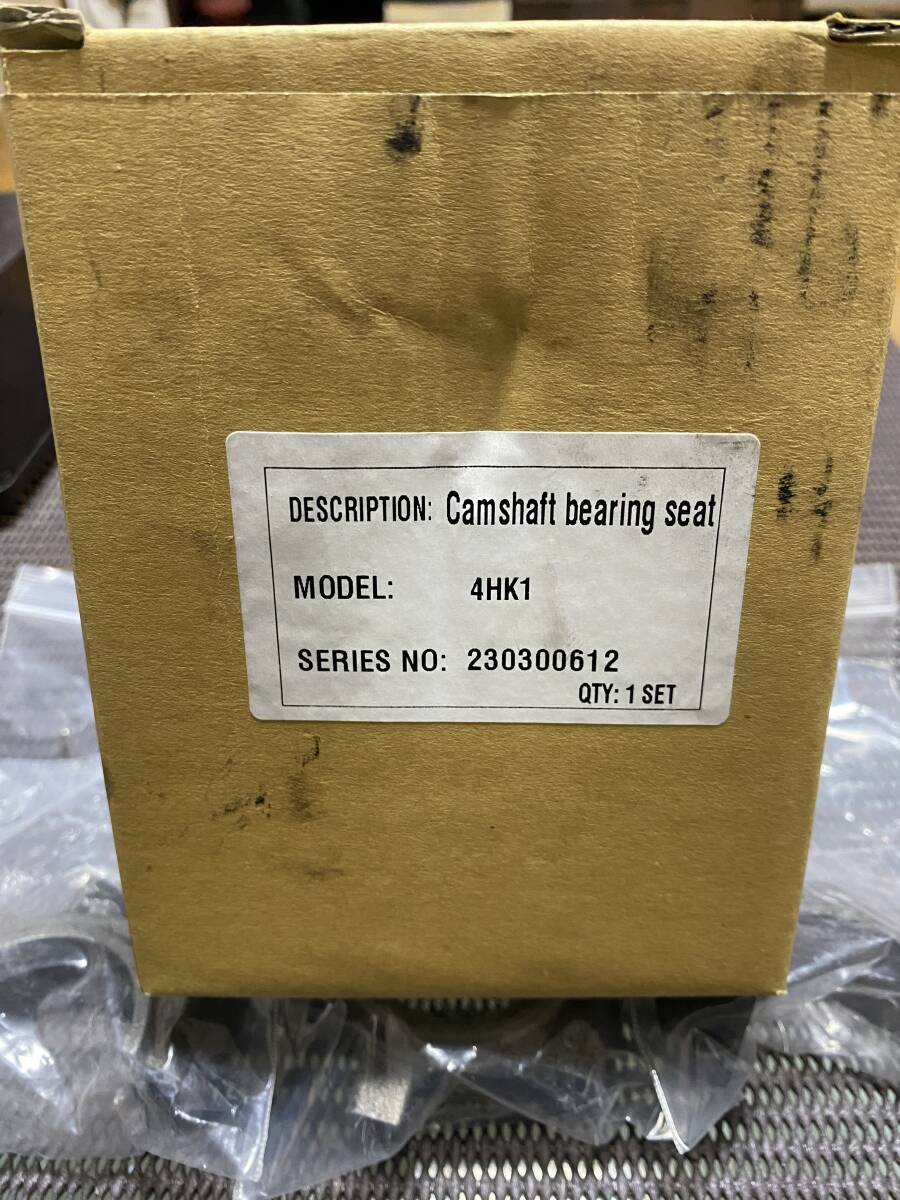 DESCRIPTION: Camshaft bearing seat
MODEL: 4HK1
SERIES NO: 230300612
QTY: 1 SET